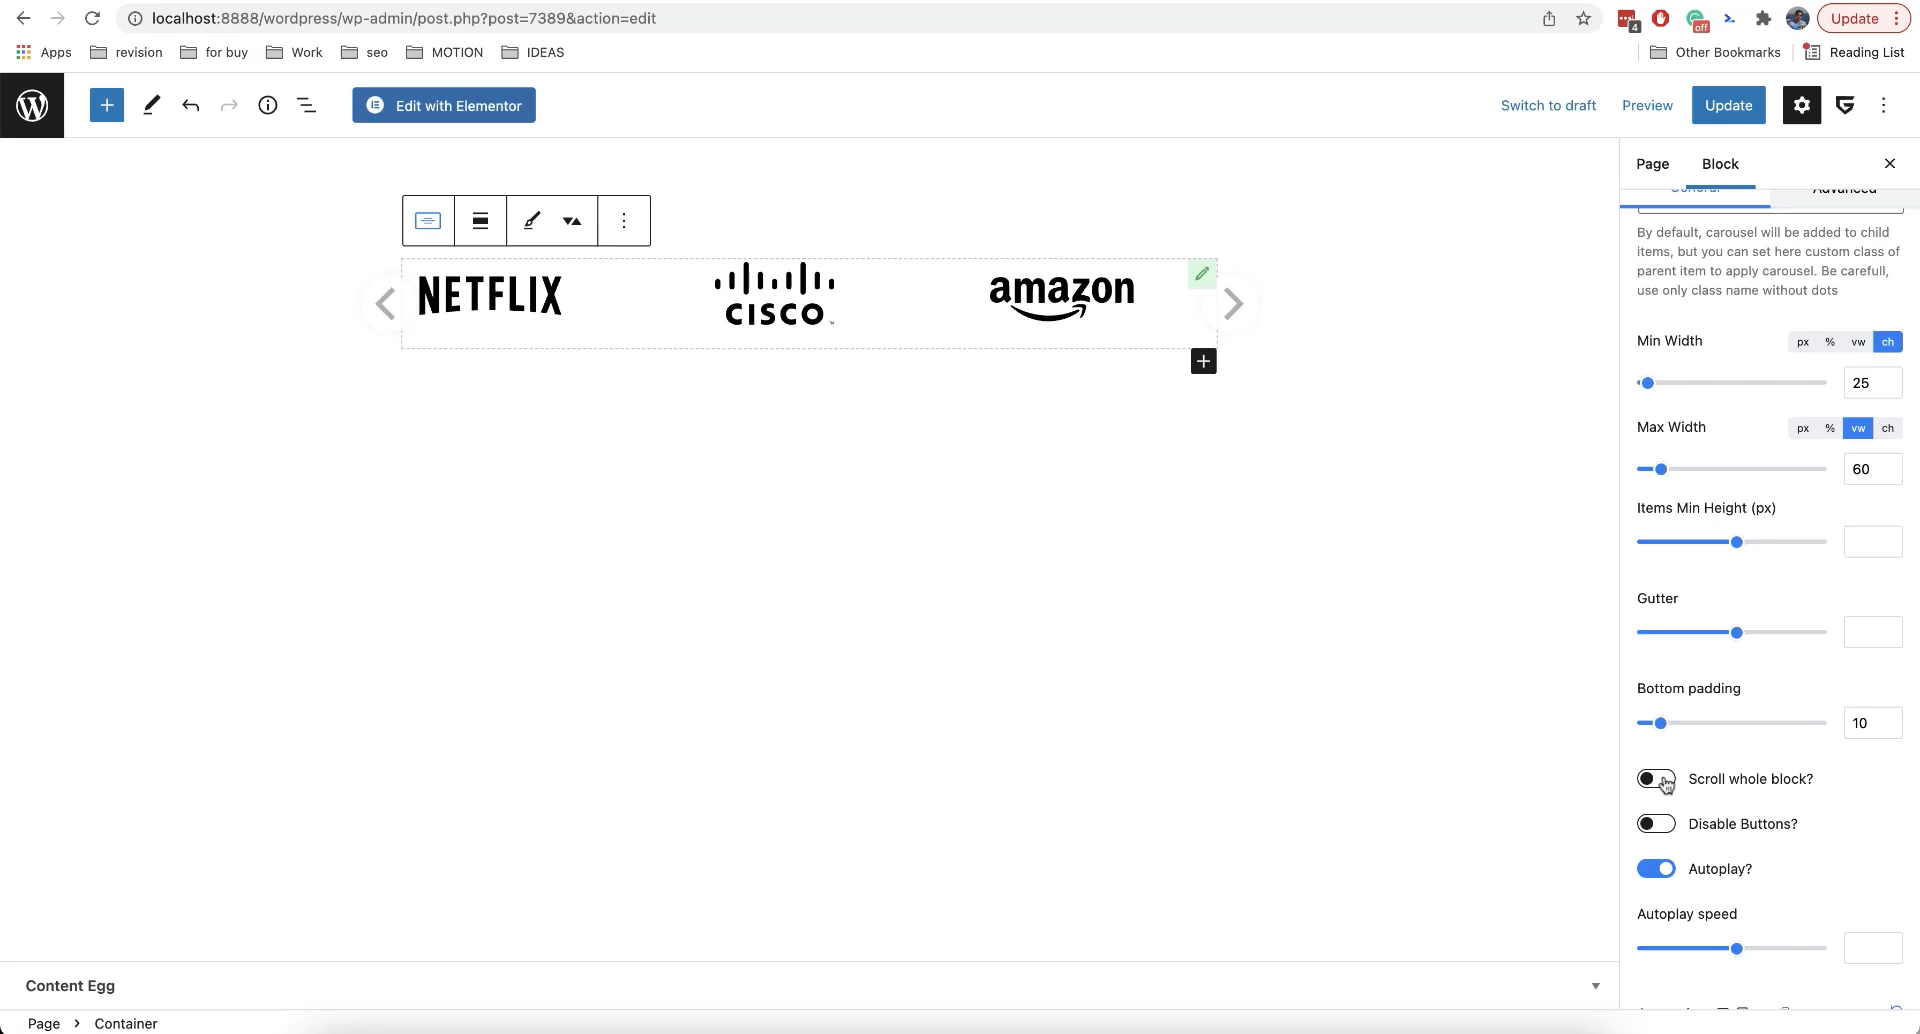 localhost:8888/wordpress/wp-admin/post.php?post=7389&action=edit
4
off
Update
Apps
revision
for buy
Work
seo
MOTION
IDEAS
Other Bookmarks
Reading List
Edit with Elementor
Switch to draft
Preview
Update
Page
Block
General
Advanced
By default, carousel will be added to child
items, but you can set here custom class of
parent item to apply carousel. Be carefull,
use only class name without dots
NETFLIX
CISCO
amazon
Min Width
px % vw ch
25
Max Width
px % vw ch
60
Items Min Height (px)
Gutter
Bottom padding
10
Scroll whole block?
Disable Buttons?
Autoplay?
Autoplay speed
Content Egg
Page > Container